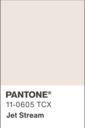 PANTONE®
11-0605 TCX
Jet Stream